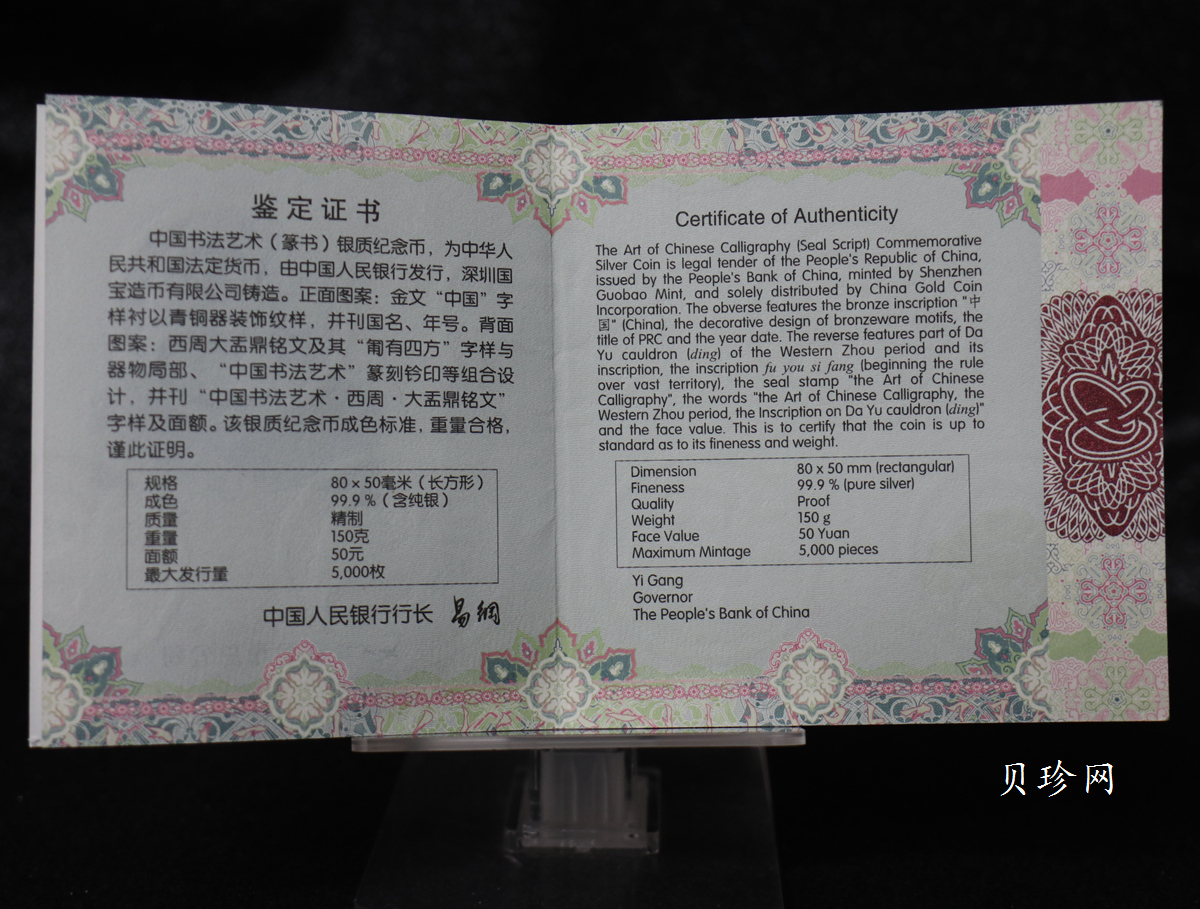 鉴定证书
中国书法艺术（篆书）银质纪念币，为中华人
民共和国法定货币，由中国人民银行发行，深圳国
宝造币有限公司铸造。正面图案：金文“中国”字
样衬以青铜器装饰纹样，并刊国名、年号。背面
图案：西周大盂鼎铭文及其“匍有四方”字样与
器物局部、“中国书法艺术”篆刻钤印等组合设
计，并刊“中国书法艺术·西周·大盂鼎铭文”
字样及面额。该银质纪念币成色标准，重量合格，
谨此证明。
规格 80×50毫米（长方形）
成色 99.9％（含纯银）
质量 精制
重量 150克
面额 50元
最大发行量 5,000枚
中国人民银行行长 易纲
Certificate of Authenticity
The Art of Chinese Calligraphy (Seal Script) Commemorative
Silver Coin is legal tender of the People's Republic of China,
issued by the People's Bank of China, minted by Shenzhen
Guobao Mint, and solely distributed by China Gold Coin
Incorporation. The obverse features the bronze inscription "中
国" (China), the decorative design of bronzeware motifs, the
title of PRC and the year date. The reverse features part of Da
Yu cauldron (ding) of the Western Zhou period and its
inscription, the inscription fu you si fang (beginning the rule
over vast territory), the seal stamp "the Art of Chinese
Calligraphy", the words "the Art of Chinese Calligraphy, the
Western Zhou period, the Inscription on Da Yu cauldron (ding)"
and the face value. This is to certify that the coin is up to
standard as to its fineness and weight.
Dimension 80 x 50 mm (rectangular)
Fineness 99.9 % (pure silver)
Quality Proof
Weight 150 g
Face Value 50 Yuan
Maximum Mintage 5,000 pieces
Yi Gang
Governor
The People's Bank of China
贝珍网